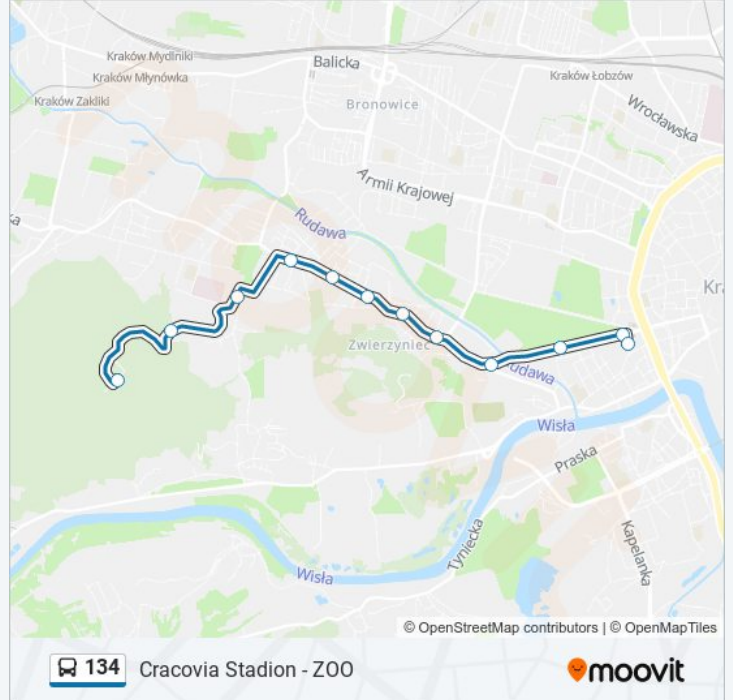 Kraków Mydlniki
Balicka
Kraków Młynówka
Kraków Łobzów
Kraków Zakliki
Bronowice
Wrocławska
Armii Krajowej
Rudawa
Zwierzyniec
Rudawa
Wisła
Praska
Tyniecka
Kapelanka
Wisła
© OpenStreetMap contributors | © OpenMapTiles
134 Cracovia Stadion - ZOO
moovit